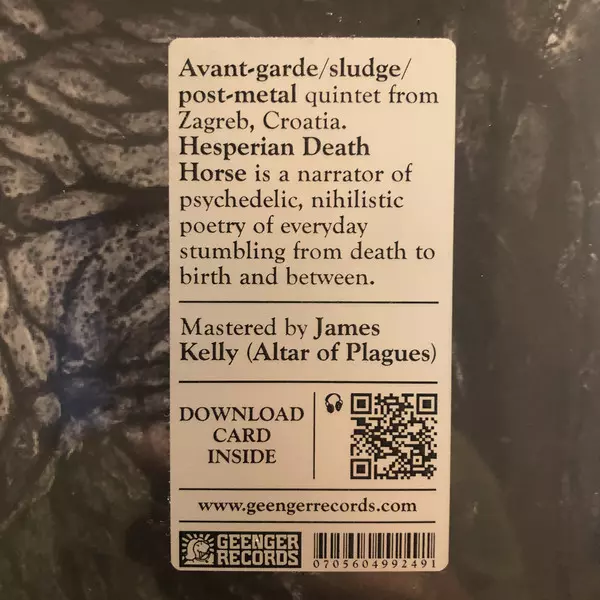 Avant-garde/sludge/
post-metal quintet from
Zagreb, Croatia.
Hesperian Death
Horse is a narrator of
psychedelic, nihilistic
poetry of everyday
stumbling from death to
birth and between.
Mastered by James
Kelly (Altar of Plagues)
DOWNLOAD
CARD
INSIDE
www.geengerrecords.com
GEENGER
RECORDS
0705604992491